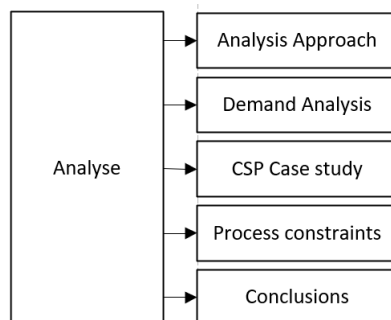 Analysis Approach
Demand Analysis
Analyse
CSP Case study
Process constraints
Conclusions